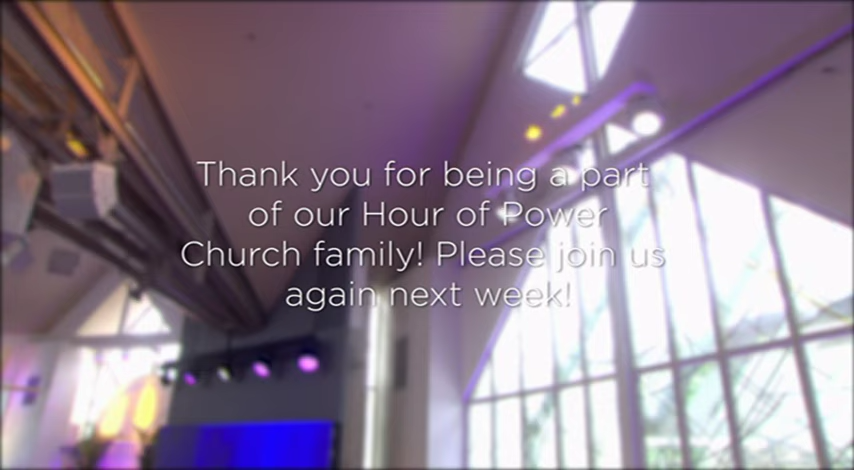 Thank you for being a part
of our Hour of Power
Church family! Please join us
again next week!